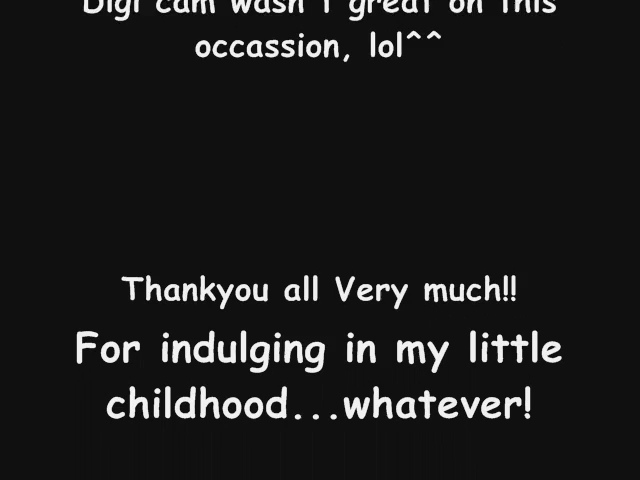 Digi cam wasn't great on this
occassion, lol^^
Thankyou all Very much!!
For indulging in my little
childhood...whatever!